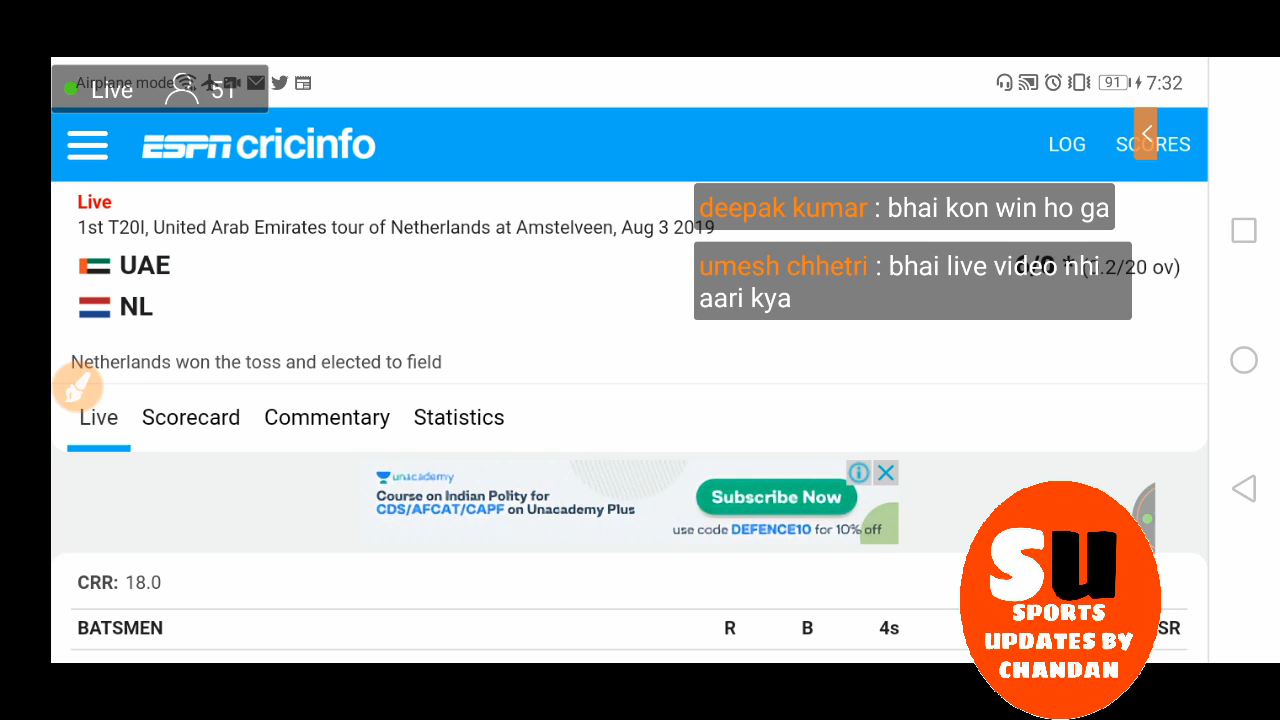 Airplane mode
Live 51
91 7:32
ESPN cricinfo
LOG SCORES
Live
deepak kumar : bhai kon win ho ga
1st T20I, United Arab Emirates tour of Netherlands at Amstelveen, Aug 3 2019
UAE
umesh chhetri : bhai live video nhi
aari kya
.2/20 ov)
NL
Netherlands won the toss and elected to field
Live Scorecard Commentary Statistics
unacademy
Course on Indian Polity for
CDS/AFCAT/CAPF on Unacademy Plus
Subscribe Now
use code DEFENCE10 for 10% off
CRR: 18.0
BATSMEN R B 4s SR
SU
SPORTS
UPDATES BY
CHANDAN